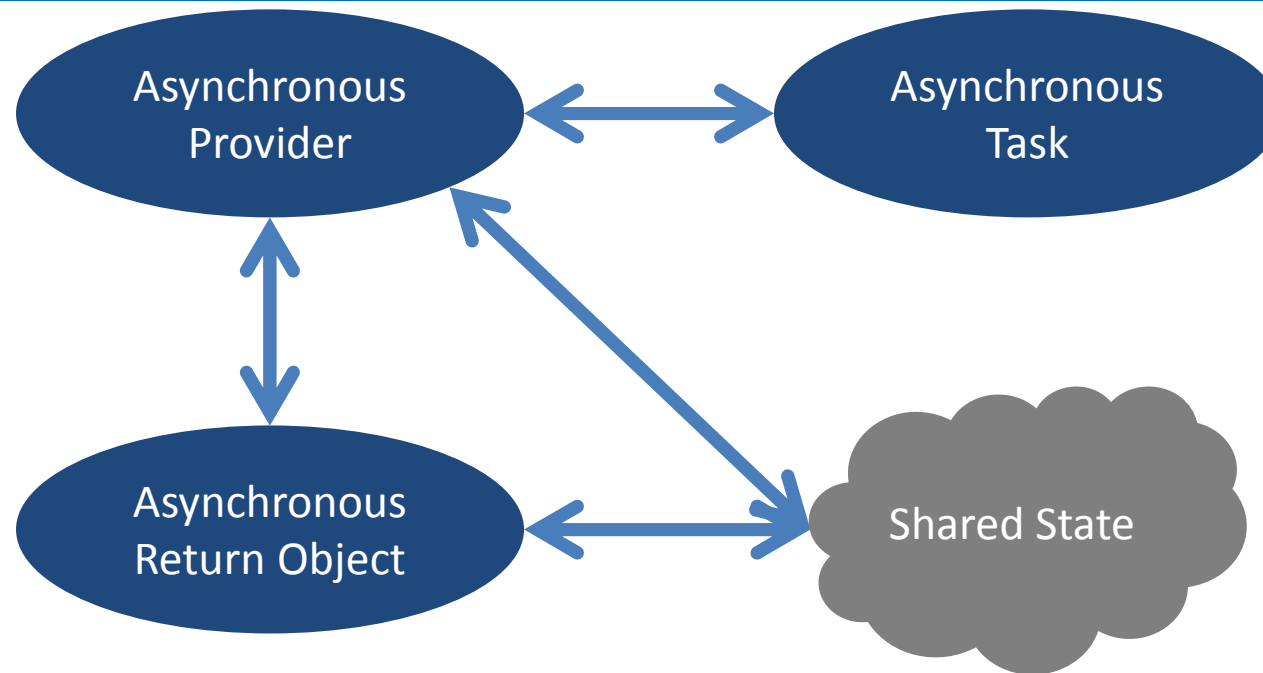 Asynchronous
Provider
Asynchronous
Task
Asynchronous
Return Object
Shared State